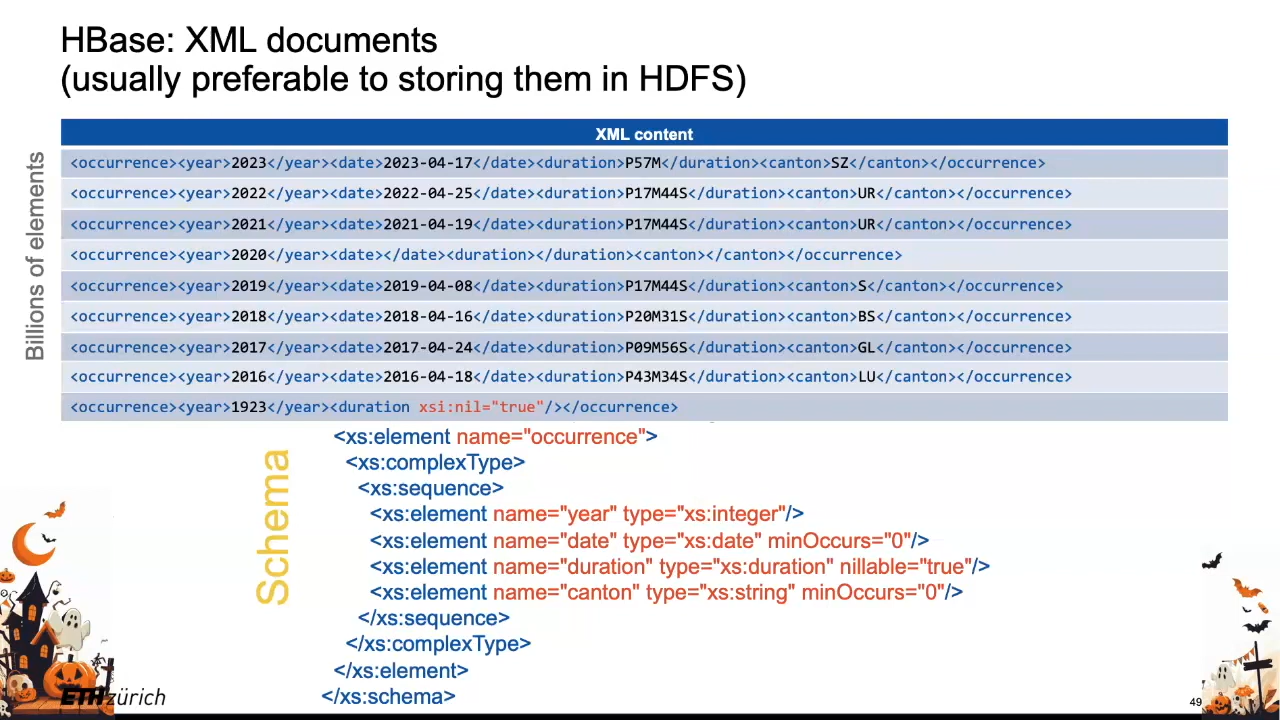 HBase: XML documents
(usually preferable to storing them in HDFS)
XML content
Billions of elements
<occurrence><year>2023</year><date>2023-04-17</date><duration>P57M</duration><canton>SZ</canton></occurrence>
<occurrence><year>2022</year><date>2022-04-25</date><duration>P17M44S</duration><canton>UR</canton></occurrence>
<occurrence><year>2021</year><date>2021-04-19</date><duration>P17M44S</duration><canton>UR</canton></occurrence>
<occurrence><year>2020</year><date></date><duration></duration><canton></canton></occurrence>
<occurrence><year>2019</year><date>2019-04-08</date><duration>P17M44S</duration><canton>S</canton></occurrence>
<occurrence><year>2018</year><date>2018-04-16</date><duration>P20M31S</duration><canton>BS</canton></occurrence>
<occurrence><year>2017</year><date>2017-04-24</date><duration>P09M56S</duration><canton>GL</canton></occurrence>
<occurrence><year>2016</year><date>2016-04-18</date><duration>P43M34S</duration><canton>LU</canton></occurrence>
<occurrence><year>1923</year><duration xsi:nil="true"/></occurrence>
Schema
<xs:element name="occurrence">
<xs:complexType>
<xs:sequence>
<xs:element name="year" type="xs:integer"/>
<xs:element name="date" type="xs:date" minOccurs="0"/>
<xs:element name="duration" type="xs:duration" nillable="true"/>
<xs:element name="canton" type="xs:string" minOccurs="0"/>
</xs:sequence>
</xs:complexType>
</xs:element>
</xs:schema>
ETH zürich
49